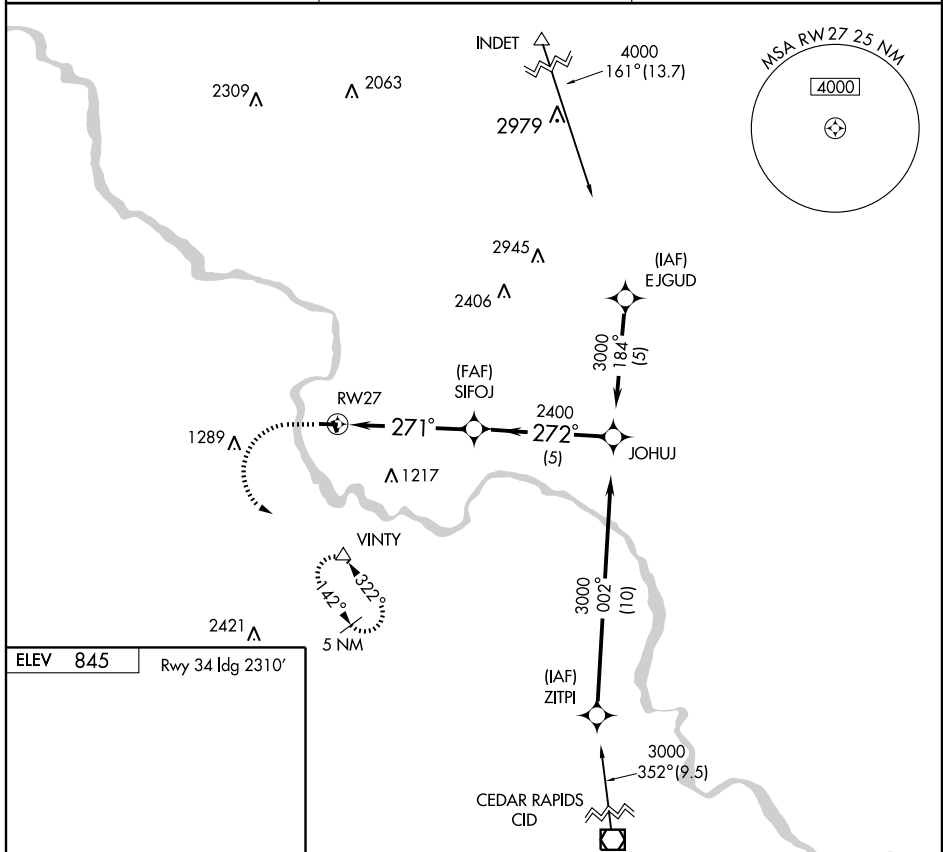 INDET
4000
161°(13.7)
MSA RW27 25 NM
4000
2309
2063
2979
2945
2406
(IAF)
EJGUD
3000
184°
(5)
(FAF)
SIFOJ
RW27
271°
2400
272°
(5)
JOHUJ
1289
1217
VINTY
322°
142°
5 NM
3000
002°
(10)
2421
ELEV 845
Rwy 34 ldg 2310'
(IAF)
ZITPI
3000
352°(9.5)
CEDAR RAPIDS
CID